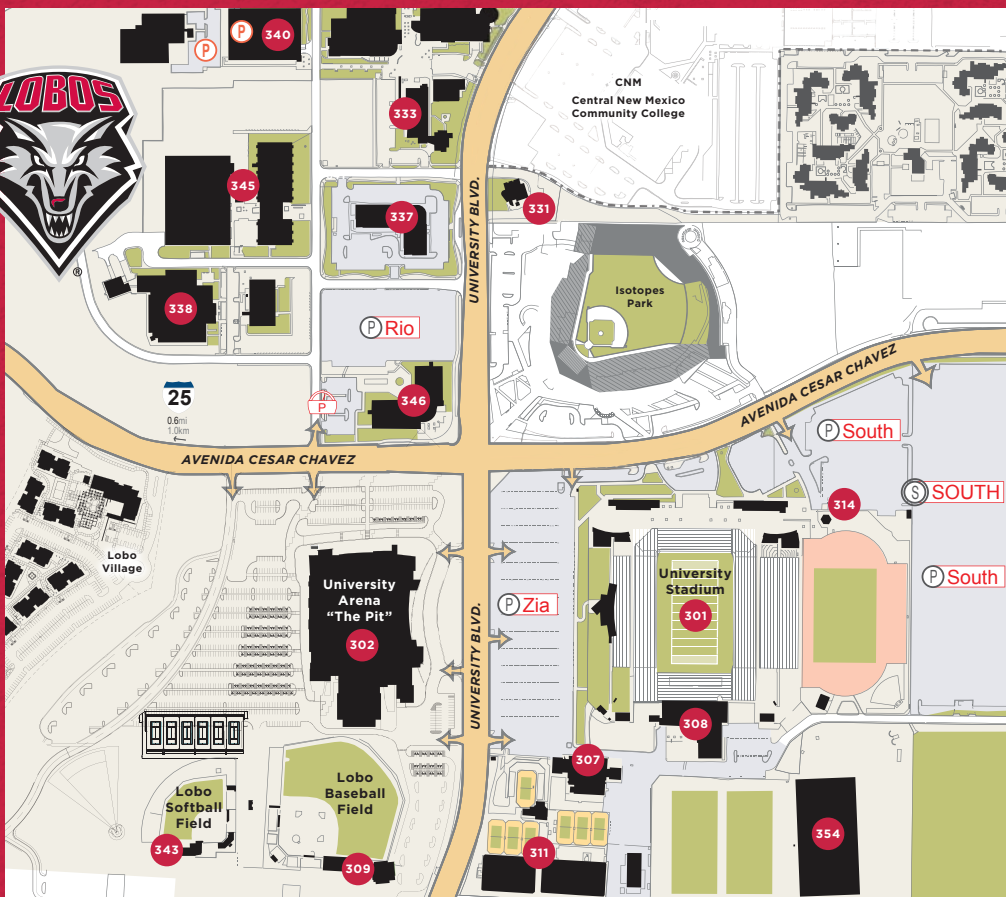 P
P
340
LOBOS
®
CNM
Central New Mexico
Community College
333
345
331
337
UNIVERSITY BLVD.
Isotopes
Park
338
P Rio
25
0.6mi
1.0km
P
346
AVENIDA CESAR CHAVEZ
AVENIDA CESAR CHAVEZ
P South
S SOUTH
314
Lobo
Village
University
Arena
“The Pit”
302
P Zia
University
Stadium
301
P South
UNIVERSITY BLVD.
308
307
Lobo
Softball
Field
343
Lobo
Baseball
Field
309
311
354